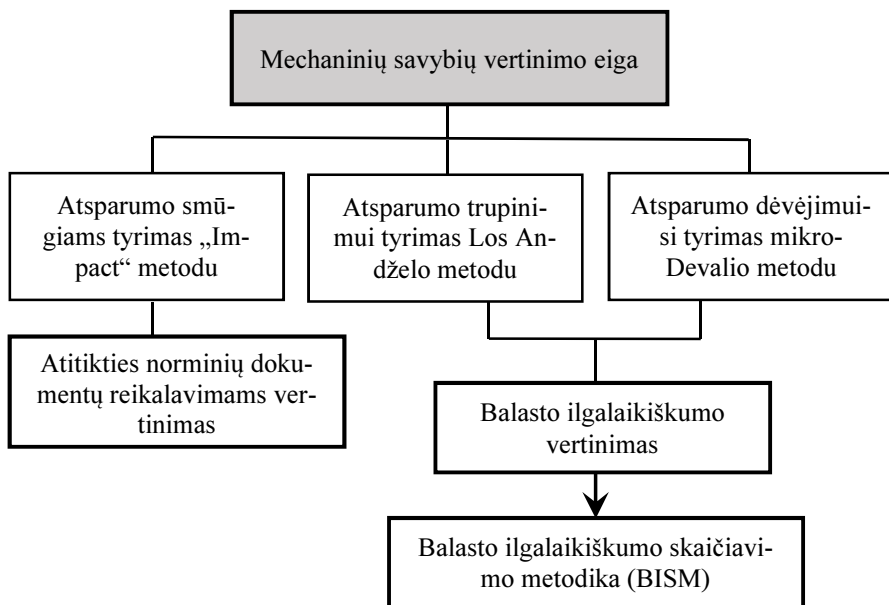 Mechaninių savybių vertinimo eiga
Atsparumo smū-
giams tyrimas „Im-
pact“ metodu
Atsparumo trupini-
mui tyrimas Los An-
dželo metodu
Atsparumo dėvėjimui-
si tyrimas mikro-
Devalio metodu
Atitikties norminių doku-
mentų reikalavimams ver-
tinimas
Balasto ilgalaikiškumo
vertinimas
Balasto ilgalaikiškumo skaičiavi-
mo metodika (BISM)